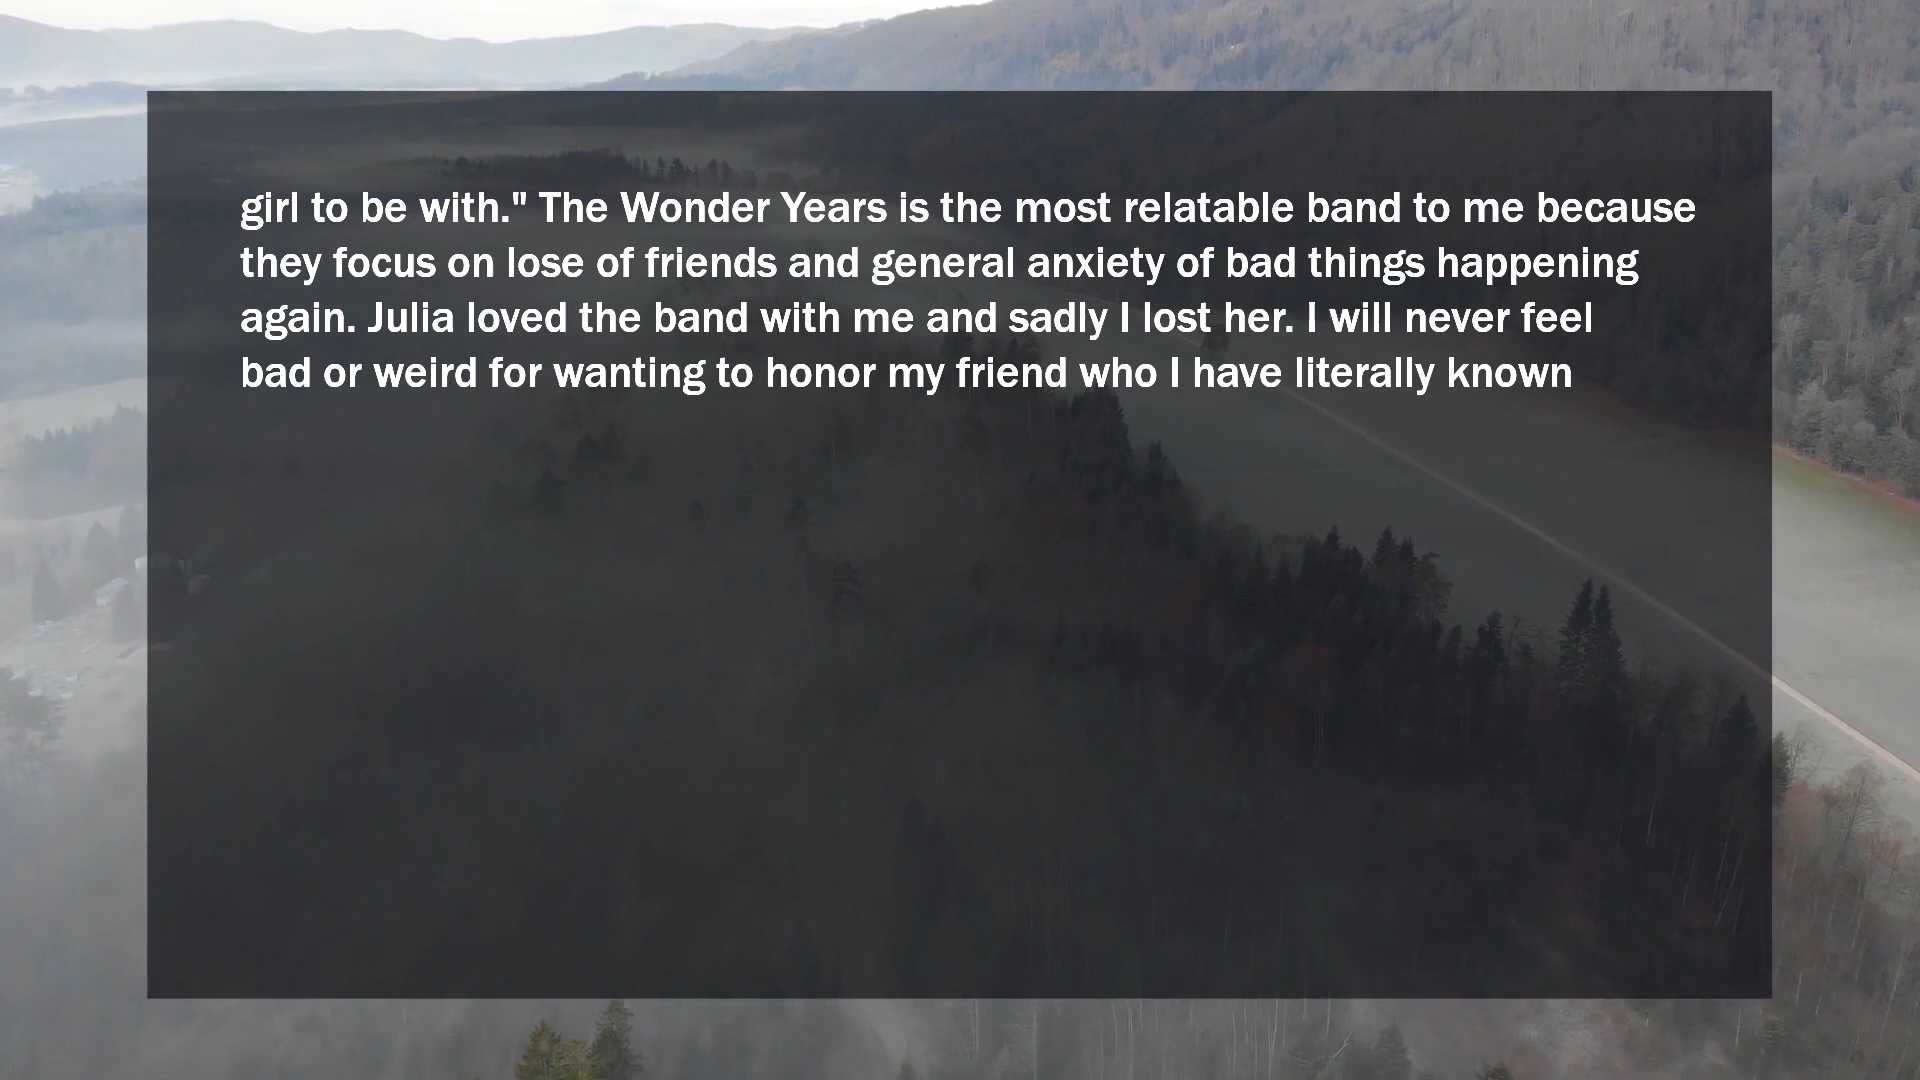 girl to be with." The Wonder Years is the most relatable band to me because
they focus on lose of friends and general anxiety of bad things happening
again. Julia loved the band with me and sadly I lost her. I will never feel
bad or weird for wanting to honor my friend who I have literally known